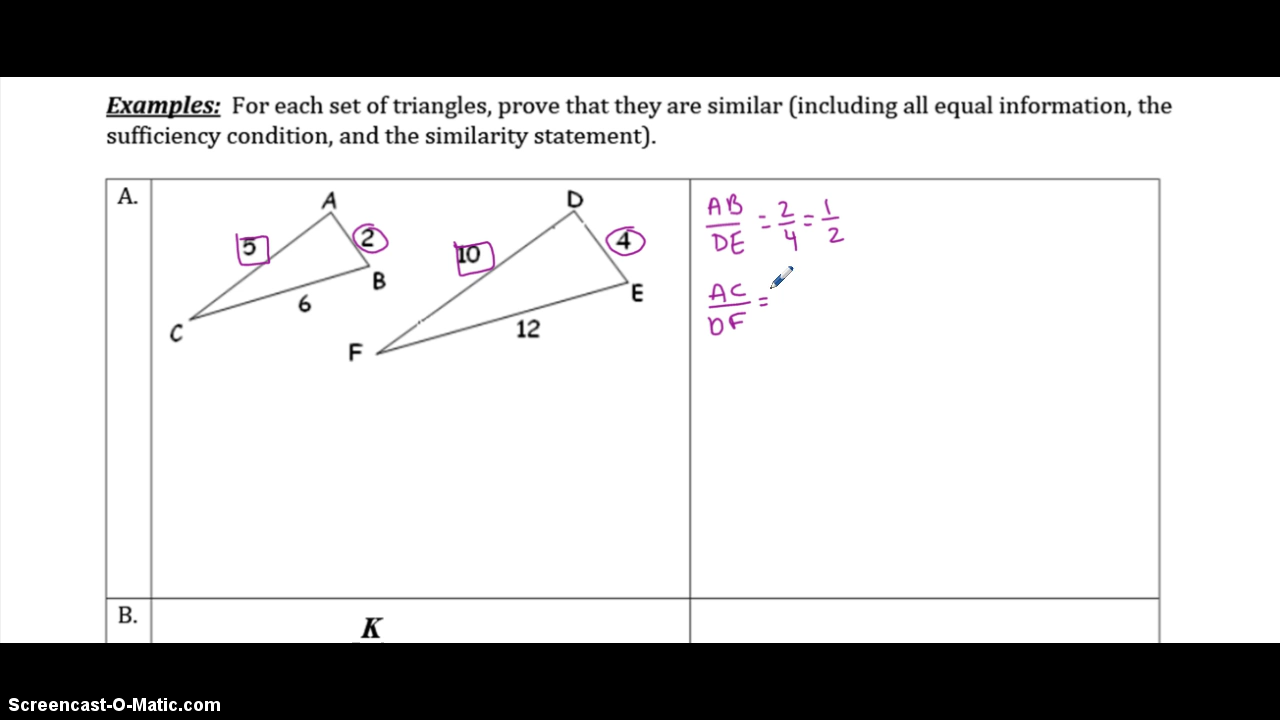 Examples: For each set of triangles, prove that they are similar (including all equal information, the
sufficiency condition, and the similarity statement).
A.
A
5
2
B
6
C
D
10
4
E
12
F
AB/DE = 2/4 = 1/2
AC/DF =
B.
K
Screencast-O-Matic.com